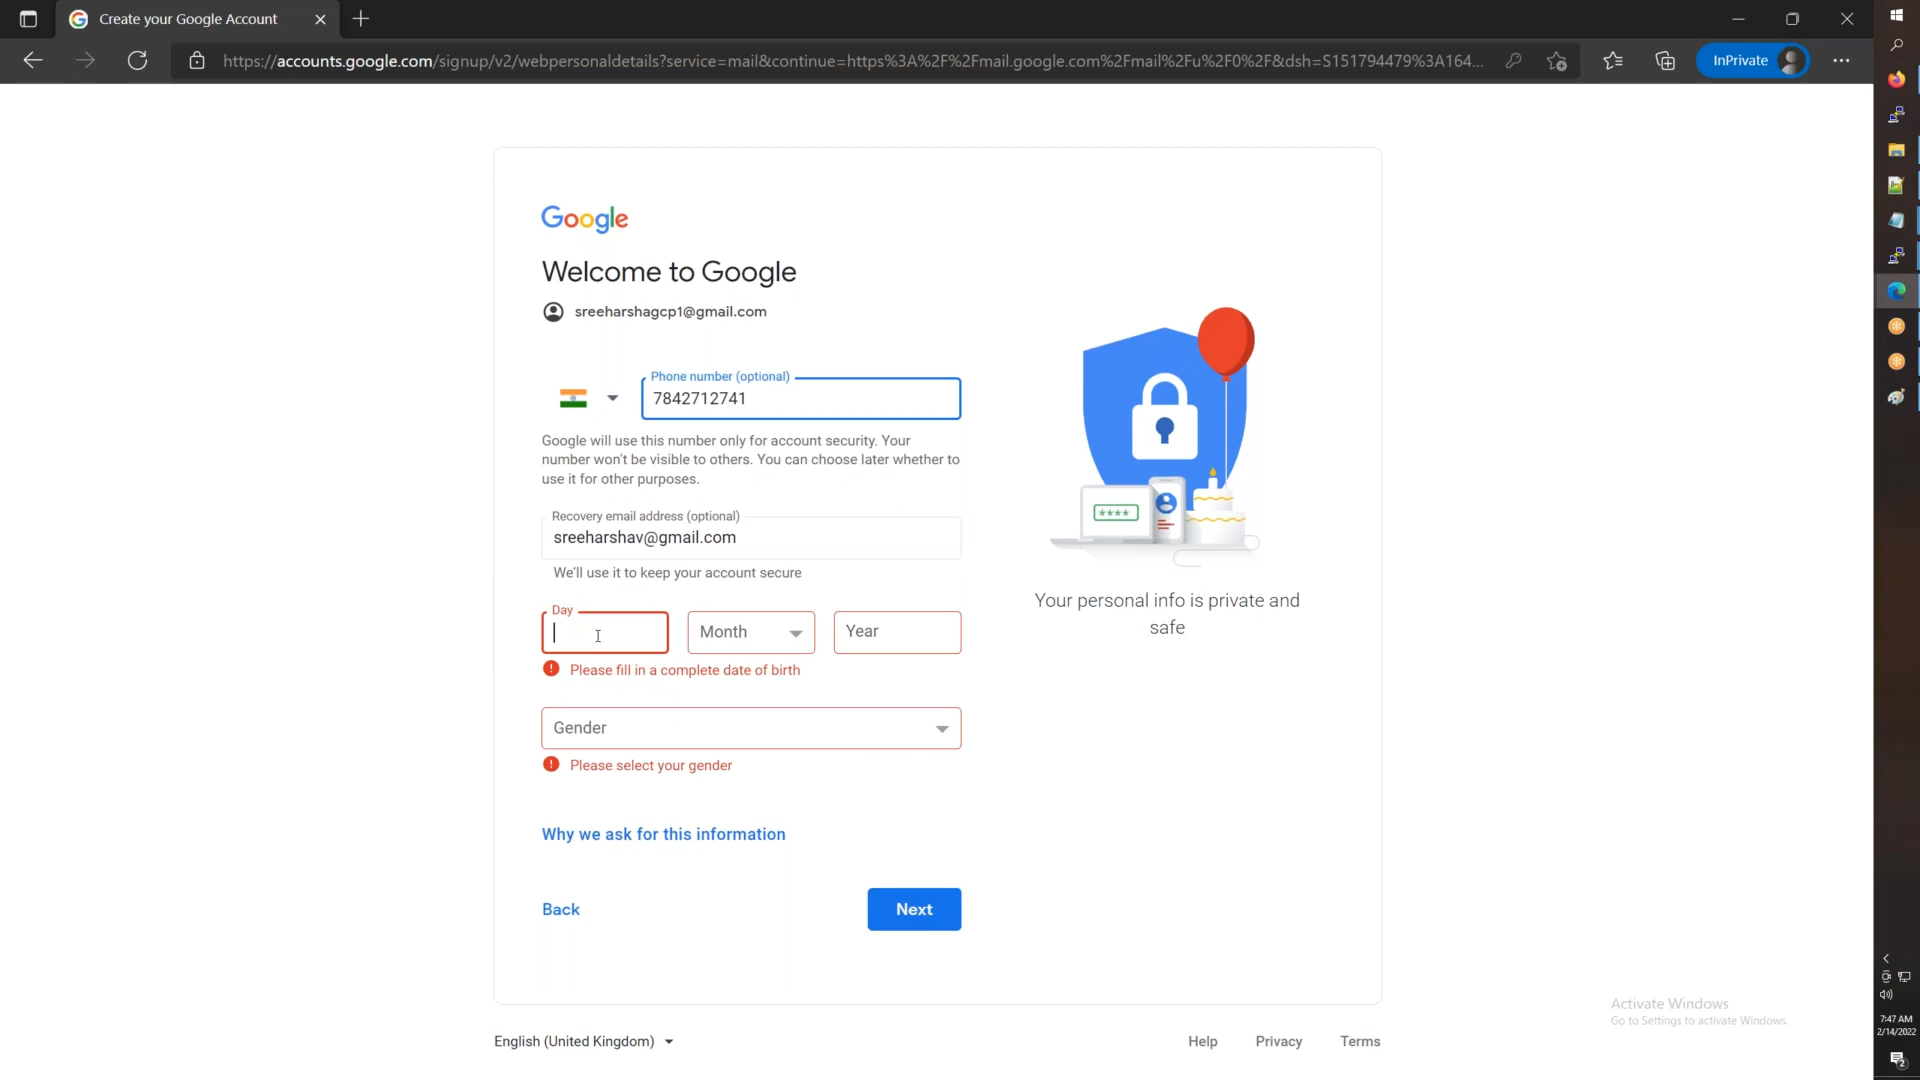 Create your Google Account
https://accounts.google.com/signup/v2/webpersonaldetails?service=mail&continue=https%3A%2F%2Fmail.google.com%2Fmail%2Fu%2F0%2F&dsh=S151794479%3A164...
InPrivate
Google
Welcome to Google
sreeharshagcp1@gmail.com
Phone number (optional)
7842712741
Google will use this number only for account security. Your
number won't be visible to others. You can choose later whether to
use it for other purposes.
Recovery email address (optional)
sreeharshav@gmail.com
We'll use it to keep your account secure
Day
Month
Year
Please fill in a complete date of birth
Gender
Please select your gender
Why we ask for this information
Back
Next
****
Your personal info is private and
safe
English (United Kingdom)
Help
Privacy
Terms
Activate Windows
Go to Settings to activate Windows.
7:47 AM
2/14/2022
2